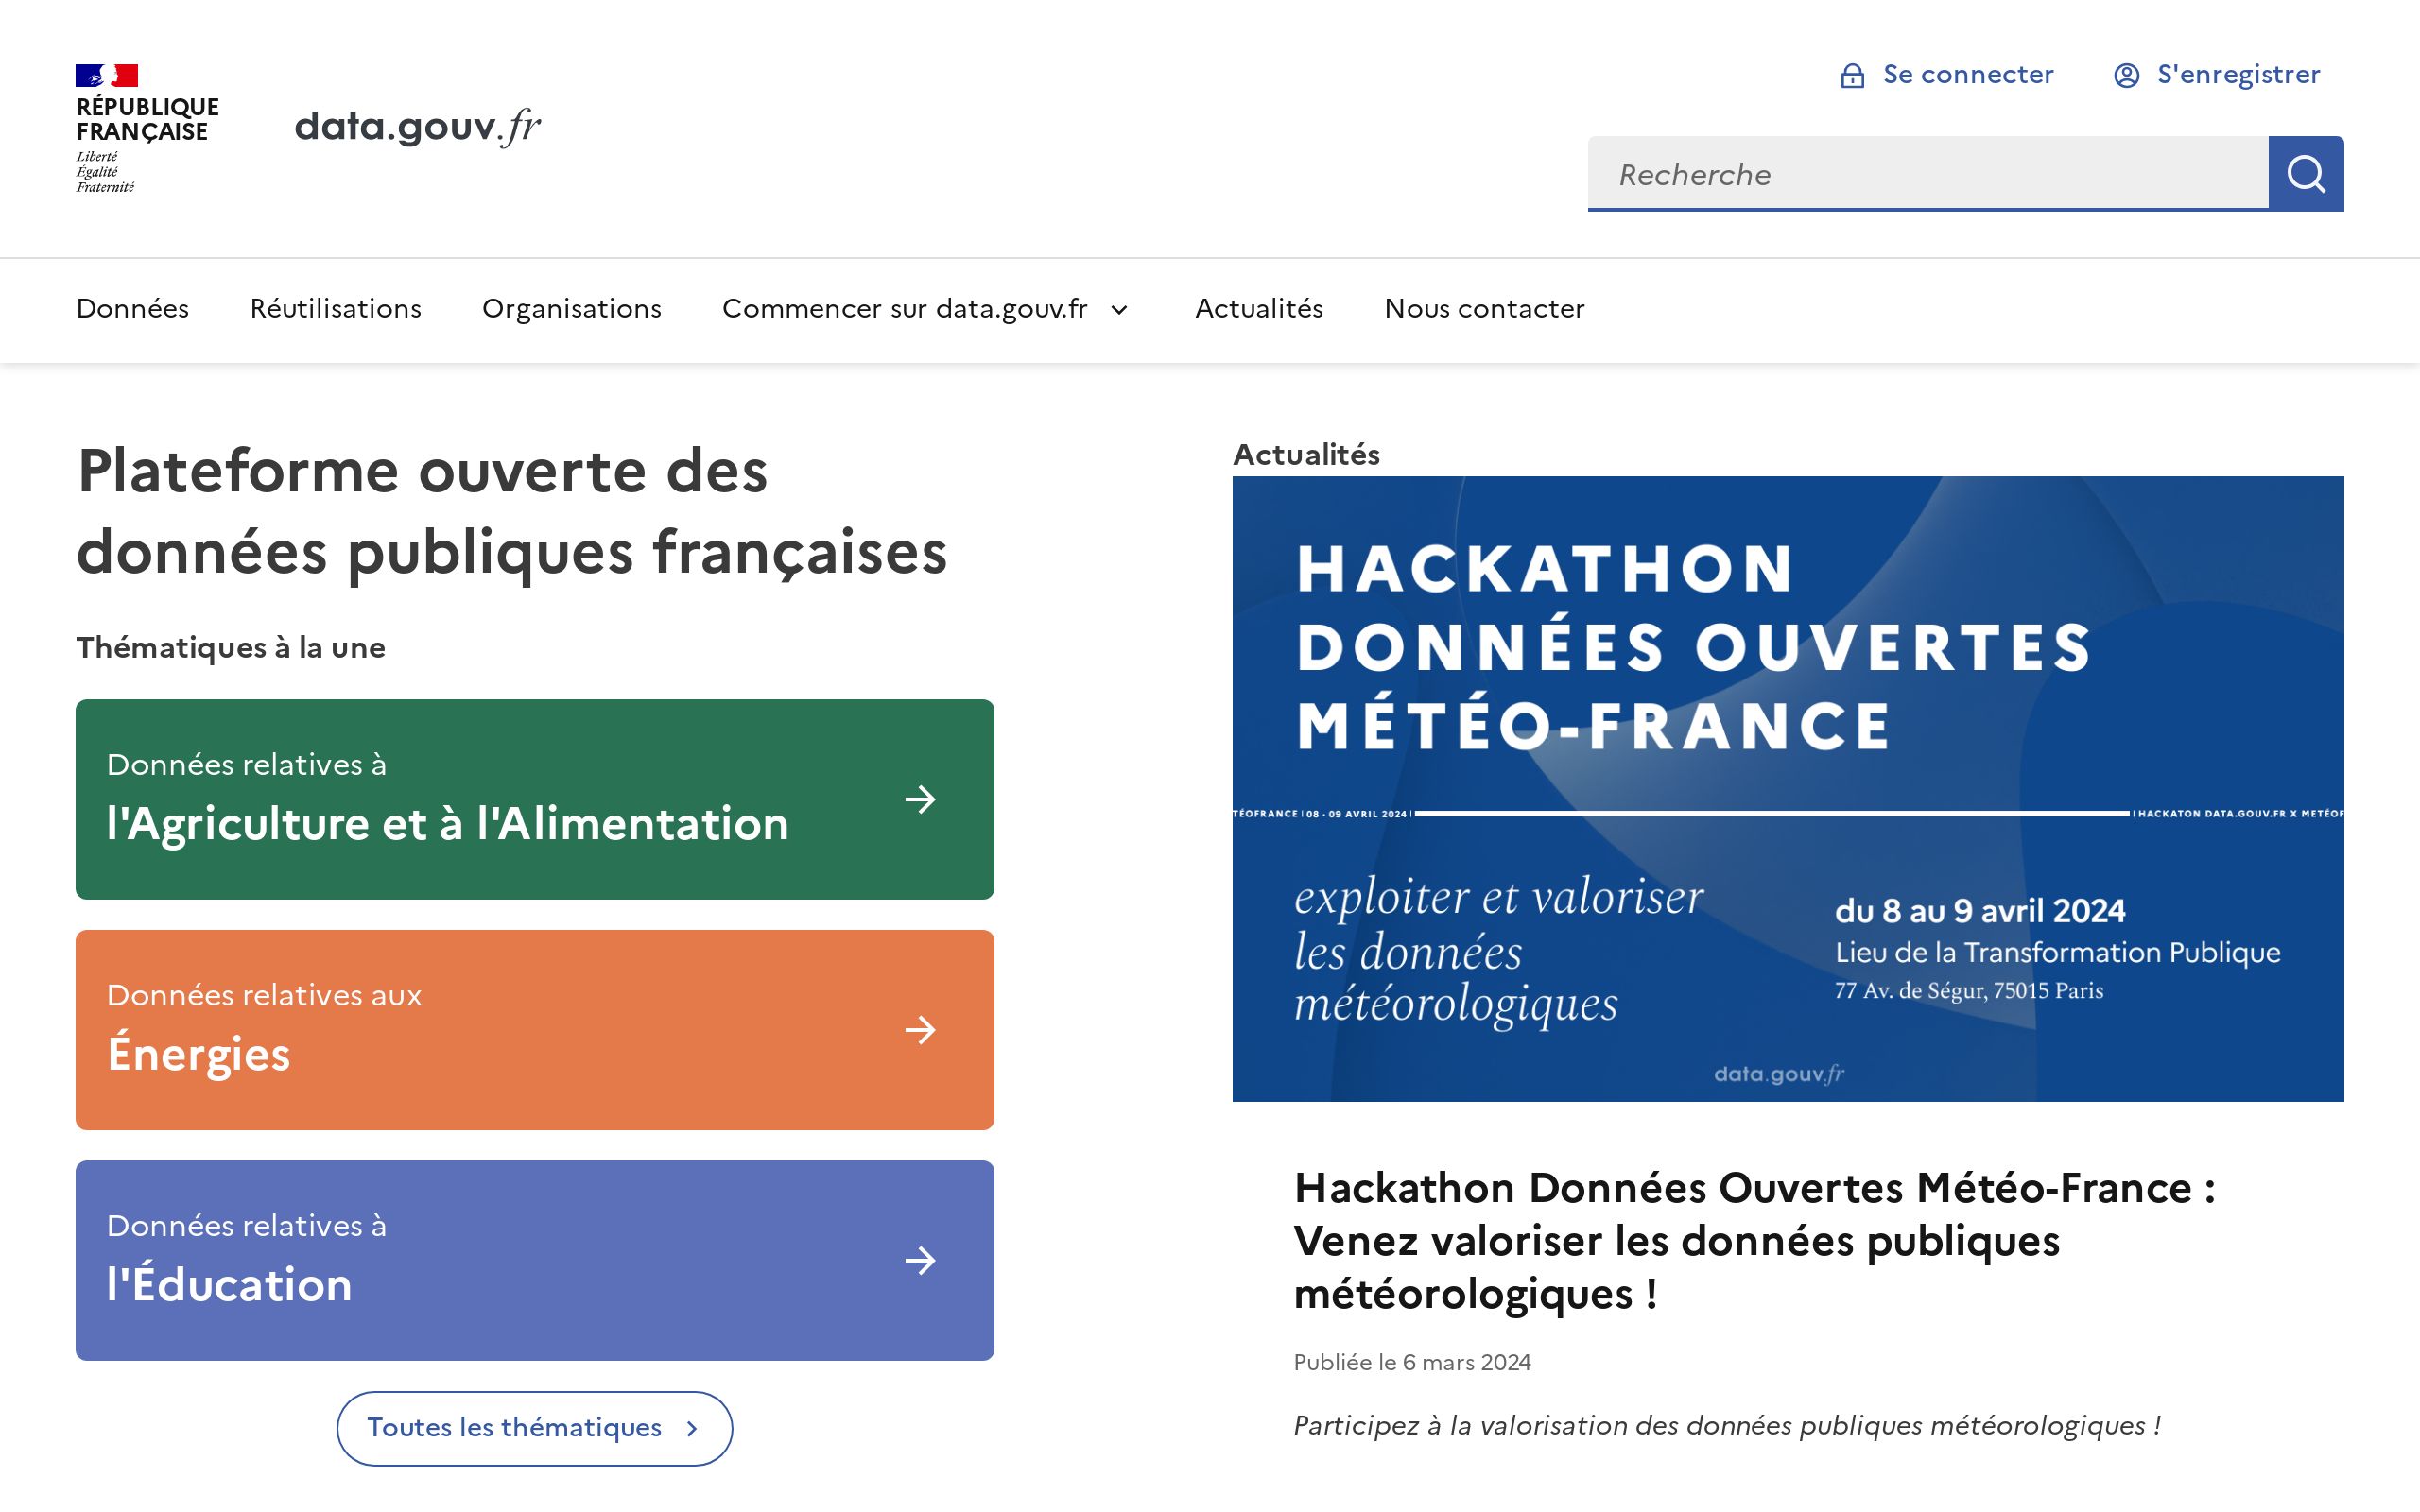 RÉPUBLIQUE
FRANÇAISE
Liberté
Égalité
Fraternité
data.gouv.fr
Se connecter
S'enregistrer
Recherche
Données
Réutilisations
Organisations
Commencer sur data.gouv.fr
Actualités
Nous contacter
Plateforme ouverte des
données publiques françaises
Thématiques à la une
Données relatives à
l'Agriculture et à l'Alimentation
Données relatives aux
Énergies
Données relatives à
l'Éducation
Toutes les thématiques
Actualités
HACKATHON
DONNÉES OUVERTES
MÉTÉO-FRANCE
TÉOFRANCE | 08 - 09 AVRIL 2024 |
| HACKATON DATA.GOUV.FR X METÉOF
exploiter et valoriser
les données
météorologiques
du 8 au 9 avril 2024
Lieu de la Transformation Publique
77 Av. de Ségur, 75015 Paris
data.gouv.fr
Hackathon Données Ouvertes Météo-France :
Venez valoriser les données publiques
météorologiques !
Publiée le 6 mars 2024
Participez à la valorisation des données publiques météorologiques !